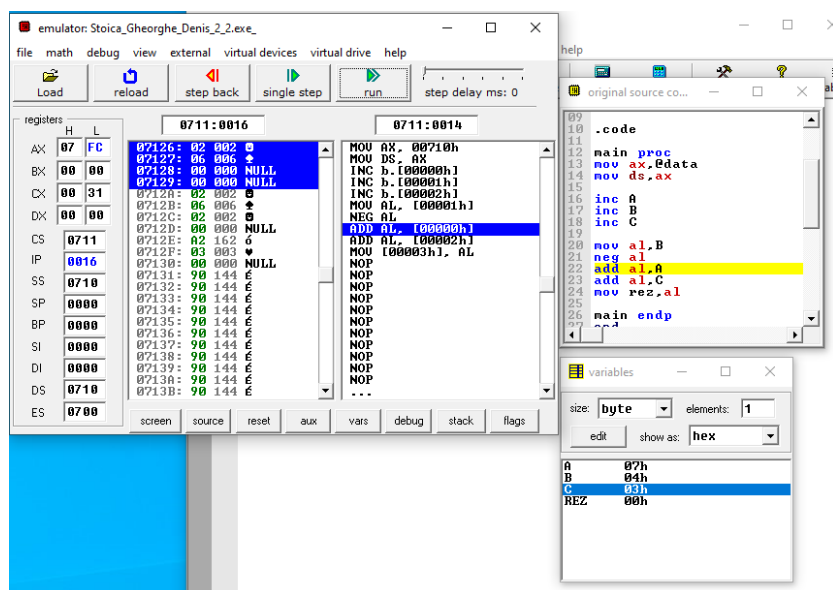 emulator: Stoica_Gheorghe_Denis_2_2.exe_
file math debug view external virtual devices virtual drive help
Load reload step back single step run step delay ms: 0
registers
H L
AX 07 FC
BX 00 00
CX 00 31
DX 00 00
CS 0711
IP 0016
SS 0710
SP 0000
BP 0000
SI 0000
DI 0000
DS 0710
ES 0700
0711:0016
07126: 02 002
07127: 06 006 ♠
07128: 00 000 NULL
07129: 00 000 NULL
0712A: 02 002
0712B: 06 006 ♠
0712C: 02 002
0712D: 00 000 NULL
0712E: A2 162 ó
0712F: 03 003 ♥
07130: 00 000 NULL
07131: 90 144 É
07132: 90 144 É
07133: 90 144 É
07134: 90 144 É
07135: 90 144 É
07136: 90 144 É
07137: 90 144 É
07138: 90 144 É
07139: 90 144 É
0713A: 90 144 É
0713B: 90 144 É
0711:0014
MOV AX, 00710h
MOV DS, AX
INC b.[00000h]
INC b.[00001h]
INC b.[00002h]
MOV AL, [00001h]
NEG AL
ADD AL, [00000h]
ADD AL, [00002h]
MOV [00003h], AL
NOP
NOP
NOP
NOP
NOP
NOP
NOP
NOP
NOP
NOP
NOP
...
screen source reset aux vars debug stack flags
help
original source co...
09
10 .code
11
12 main proc
13 mov ax,@data
14 mov ds,ax
15
16 inc A
17 inc B
18 inc C
19
20 mov al,B
21 neg al
22 add al,A
23 add al,C
24 mov rez,al
25
26 main endp
27 end
variables
size: byte elements: 1
edit show as: hex
A 07h
B 04h
C 03h
REZ 00h